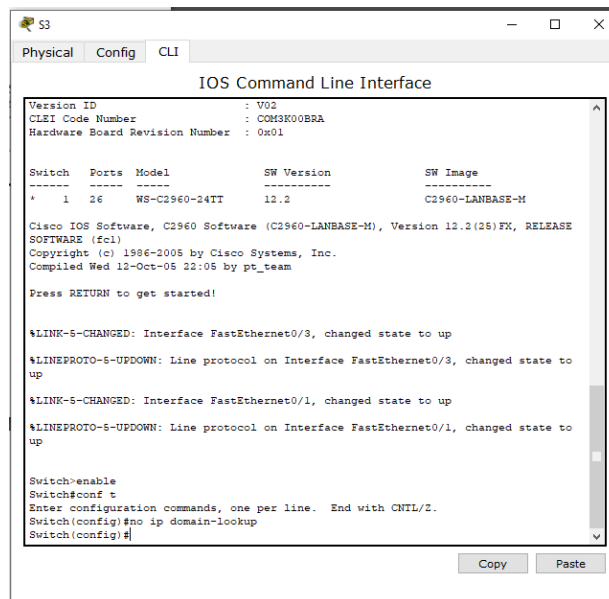 S3
Physical Config CLI
IOS Command Line Interface
Version ID : V02
CLEI Code Number : COM3K00BRA
Hardware Board Revision Number : 0x01
Switch Ports Model SW Version SW Image
------ ----- ----- ---------- ----------
* 1 26 WS-C2960-24TT 12.2 C2960-LANBASE-M
Cisco IOS Software, C2960 Software (C2960-LANBASE-M), Version 12.2(25)FX, RELEASE
SOFTWARE (fc1)
Copyright (c) 1986-2005 by Cisco Systems, Inc.
Compiled Wed 12-Oct-05 22:05 by pt_team
Press RETURN to get started!
%LINK-5-CHANGED: Interface FastEthernet0/3, changed state to up
%LINEPROTO-5-UPDOWN: Line protocol on Interface FastEthernet0/3, changed state to
up
%LINK-5-CHANGED: Interface FastEthernet0/1, changed state to up
%LINEPROTO-5-UPDOWN: Line protocol on Interface FastEthernet0/1, changed state to
up
Switch>enable
Switch#conf t
Enter configuration commands, one per line. End with CNTL/Z.
Switch(config)#no ip domain-lookup
Switch(config)#
Copy Paste